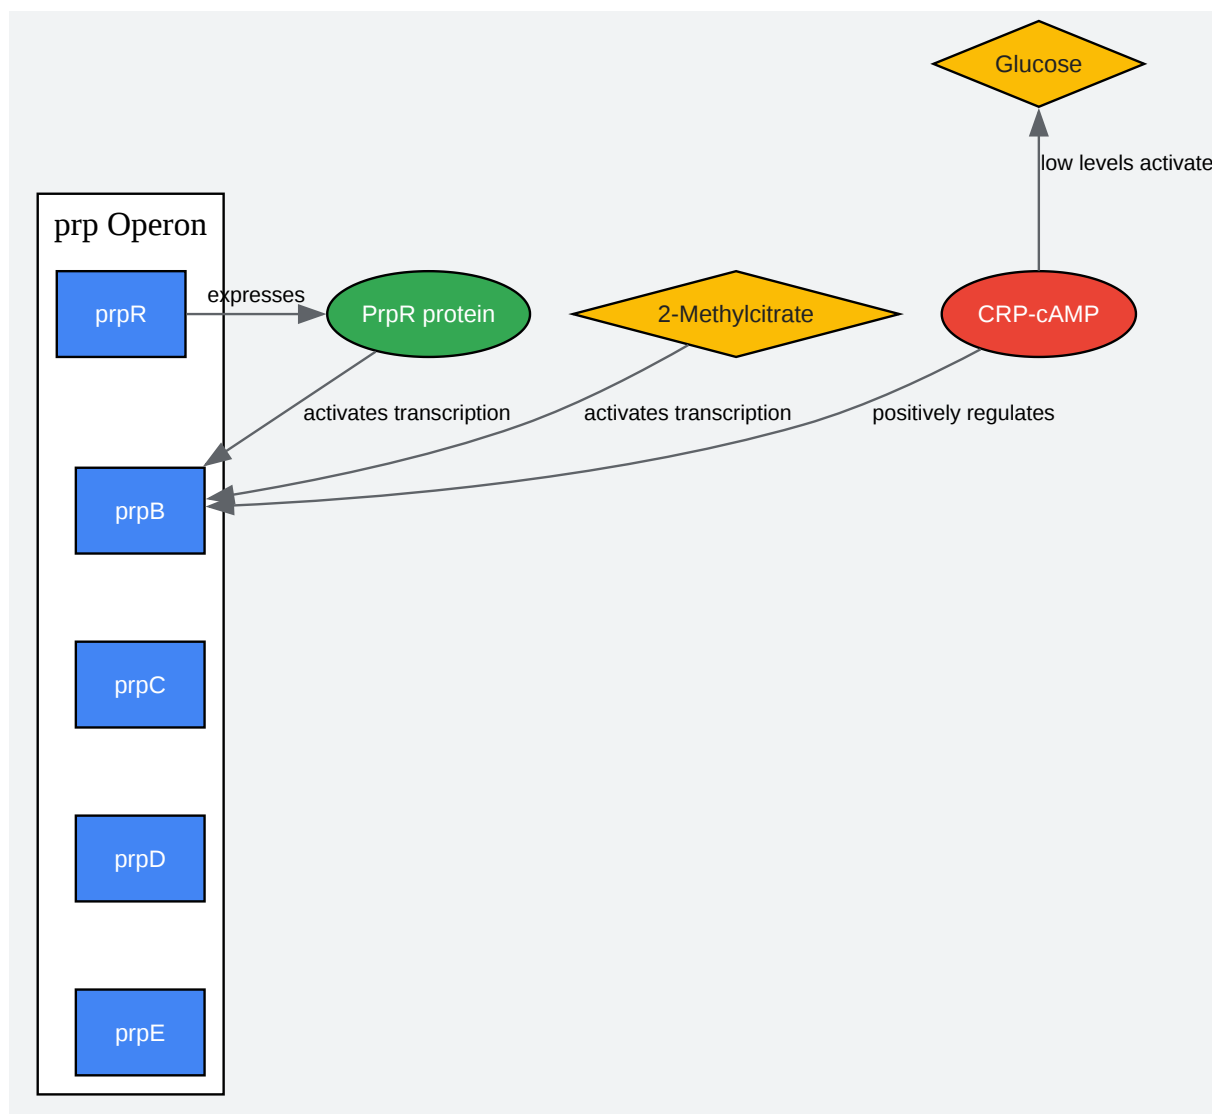 Glucose
low levels activate
prp Operon
prpR
expresses
PrpR protein
2-Methylcitrate
CRP-cAMP
activates transcription
activates transcription
positively regulates
prpB
prpC
prpD
prpE